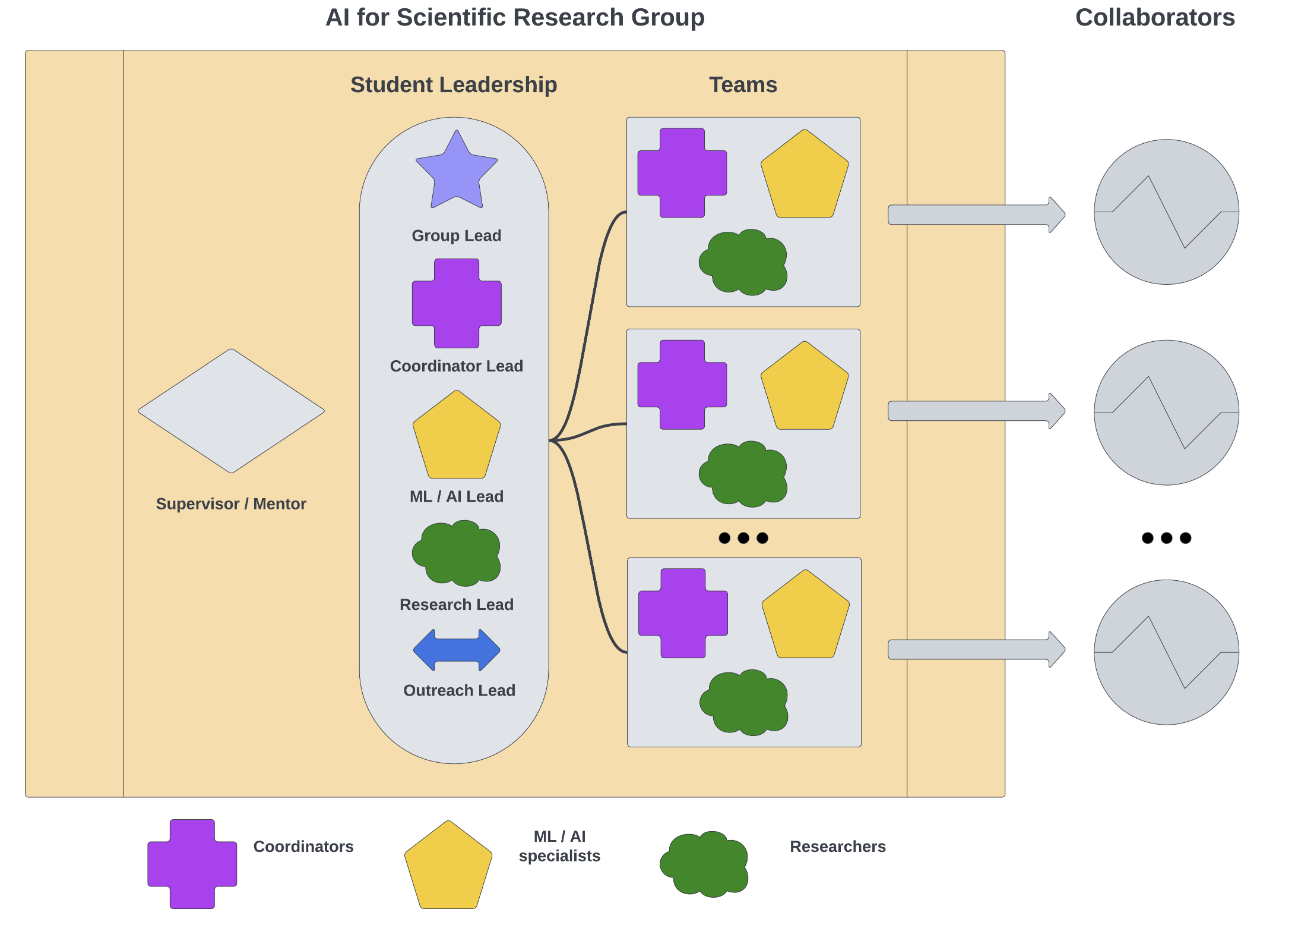 AI for Scientific Research Group
Collaborators
Student Leadership
Teams
Group Lead
Coordinator Lead
ML / AI Lead
Supervisor / Mentor
Research Lead
Outreach Lead
Coordinators
ML / AI
specialists
Researchers